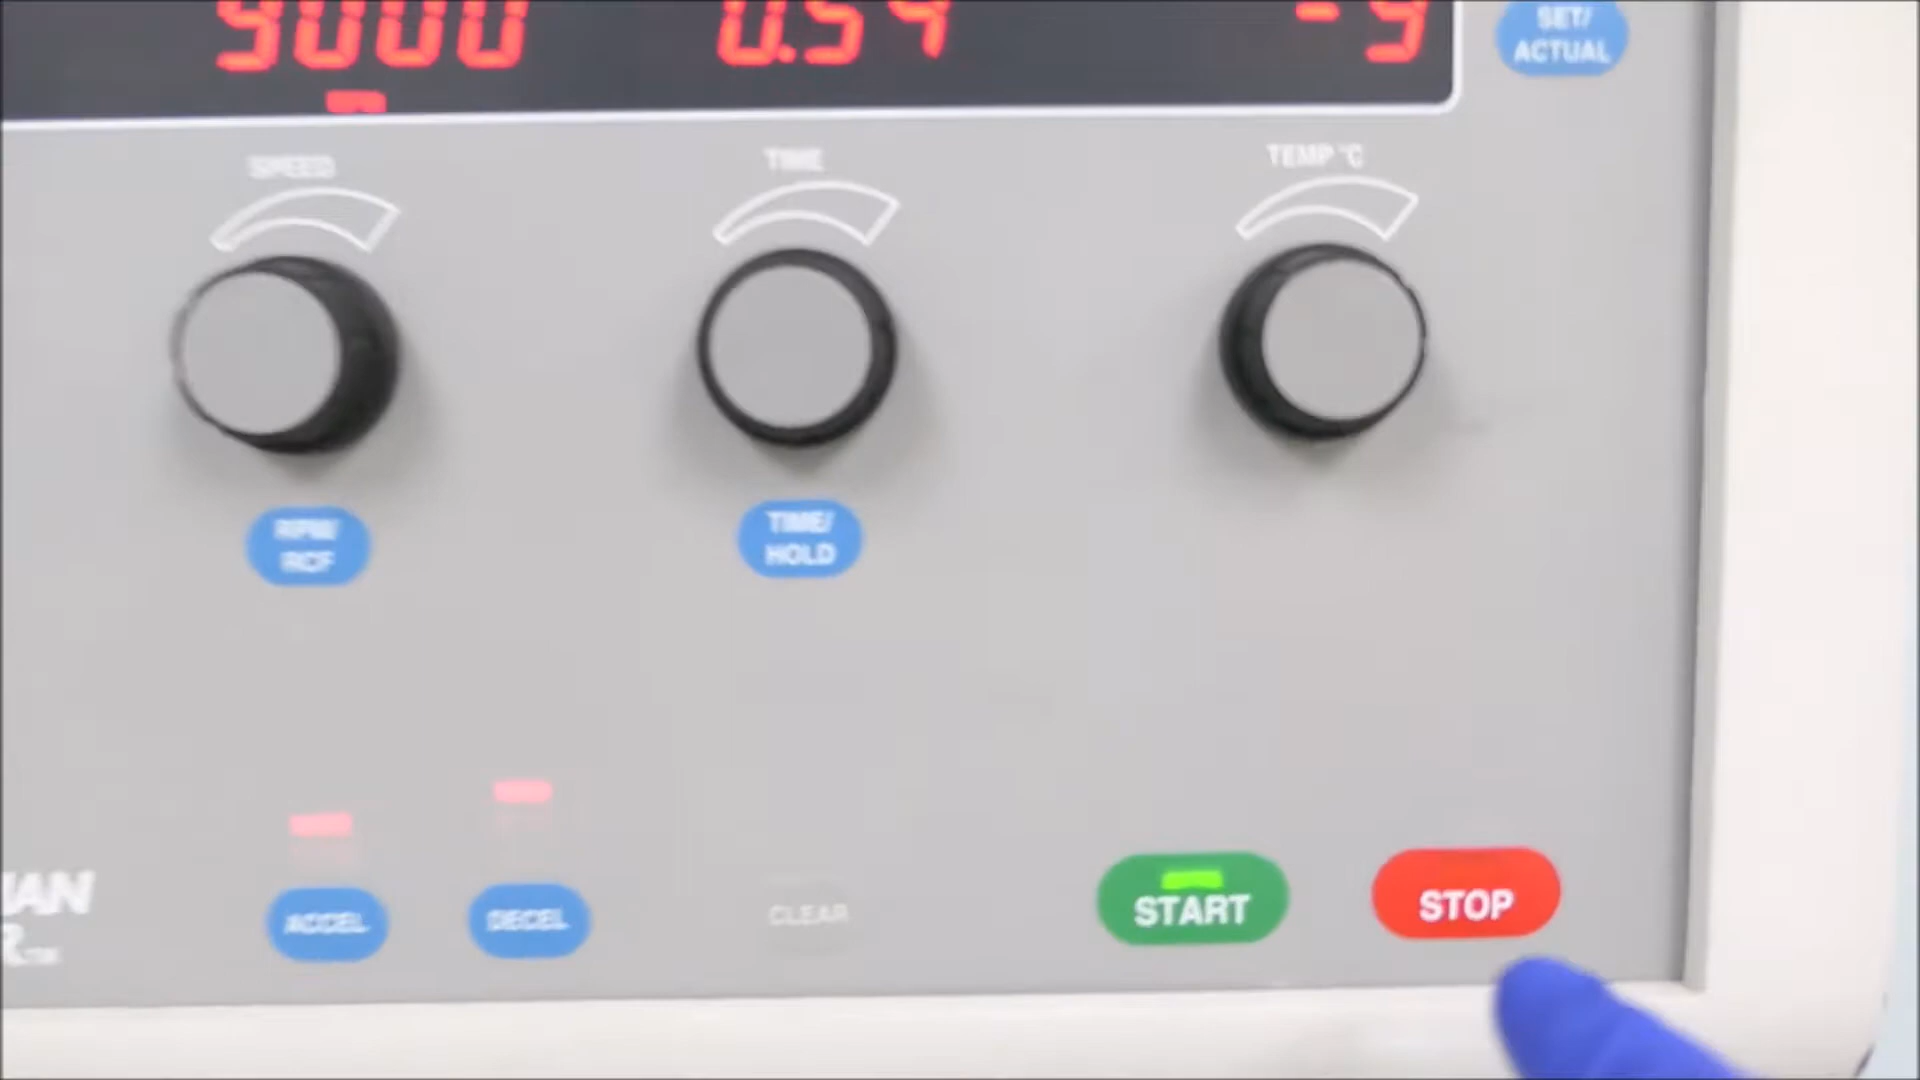 9000 0.54 -9
SET/
ACTUAL
SPEED
TIME
TEMP °C
RPM/
RCF
TIME/
HOLD
ACCEL
DECEL
CLEAR
START
STOP